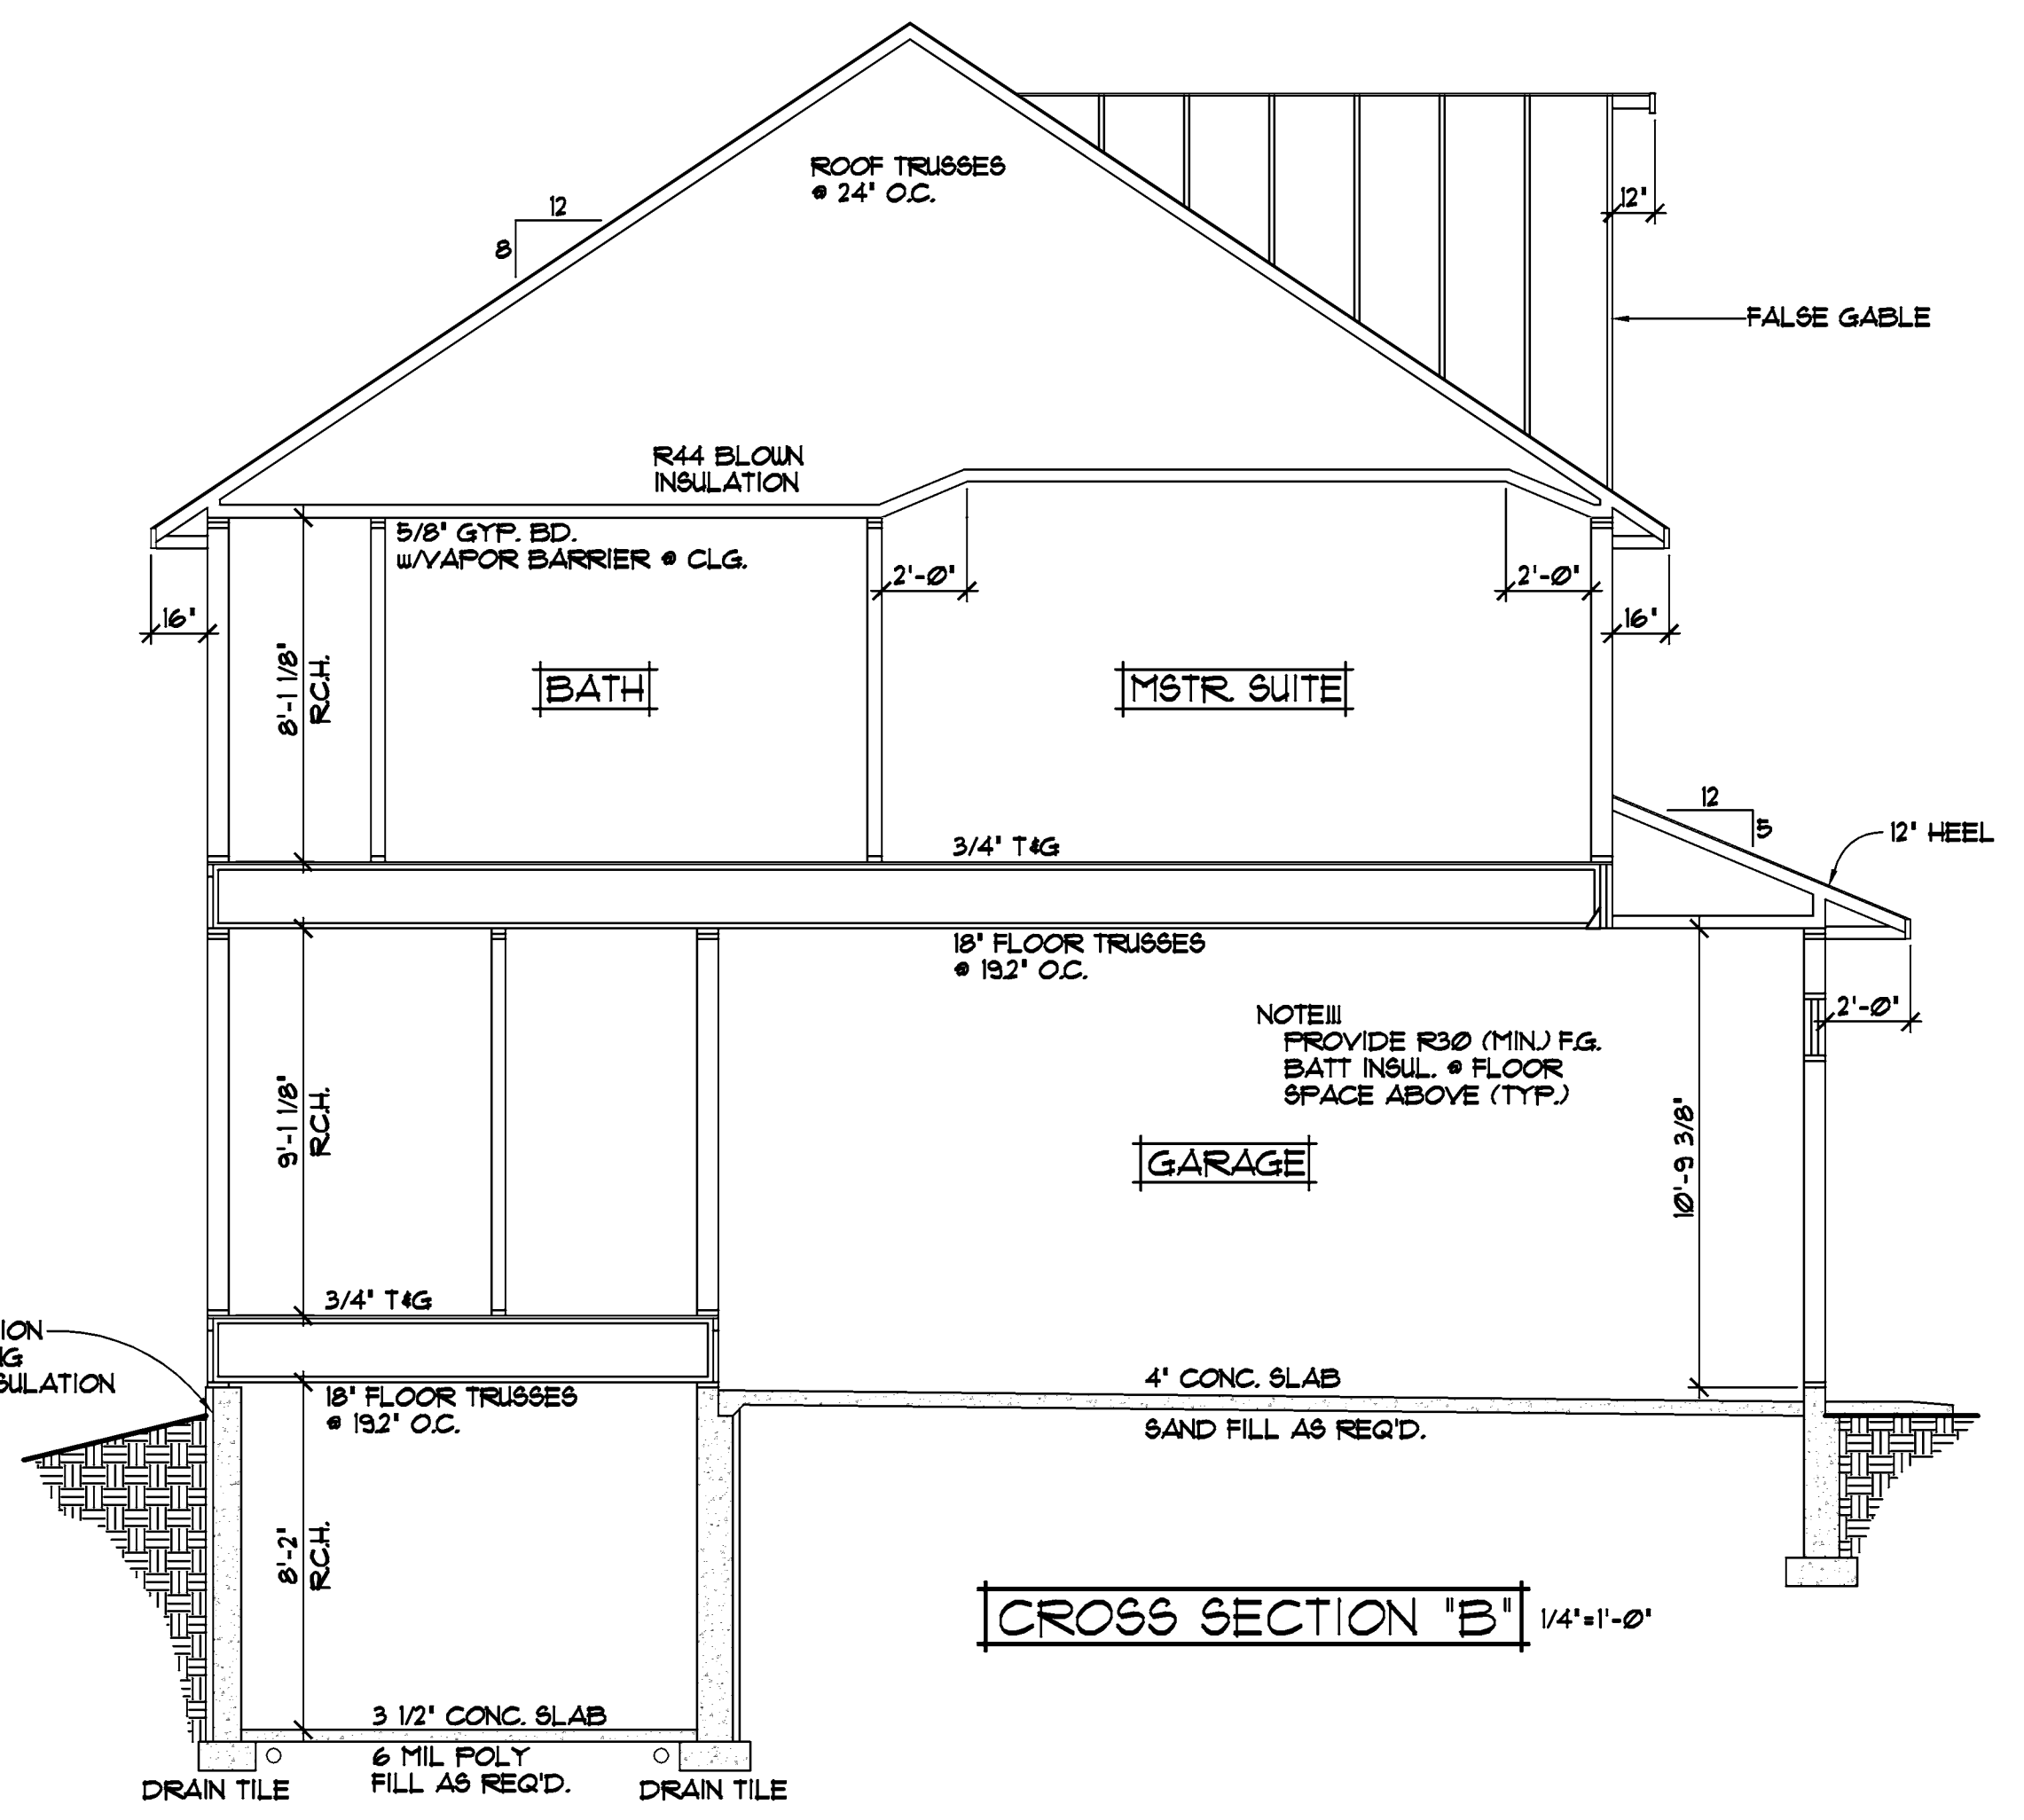 ROOF TRUSSES
@ 24" O.C.
12
8
12"
FALSE GABLE
R44 BLOWN
INSULATION
5/8" GYP. BD.
w/VAPOR BARRIER @ CLG.
2'-0"
2'-0"
16"
16"
8'-1 1/8"
R.C.H.
BATH
MSTR. SUITE
12
5
12" HEEL
3/4" T&G
18" FLOOR TRUSSES
@ 19.2" O.C.
2'-0"
NOTE!!!
PROVIDE R30 (MIN.) F.G.
BATT INSUL. @ FLOOR
SPACE ABOVE (TYP.)
9'-1 1/8"
R.C.H.
GARAGE
10'-9 3/8"
3/4" T&G
ION
NG
SULATION
18" FLOOR TRUSSES
@ 19.2" O.C.
4" CONC. SLAB
SAND FILL AS REQ'D.
8'-2"
R.C.H.
CROSS SECTION "B"
1/4"=1'-0"
3 1/2" CONC. SLAB
6 MIL POLY
FILL AS REQ'D.
DRAIN TILE
DRAIN TILE